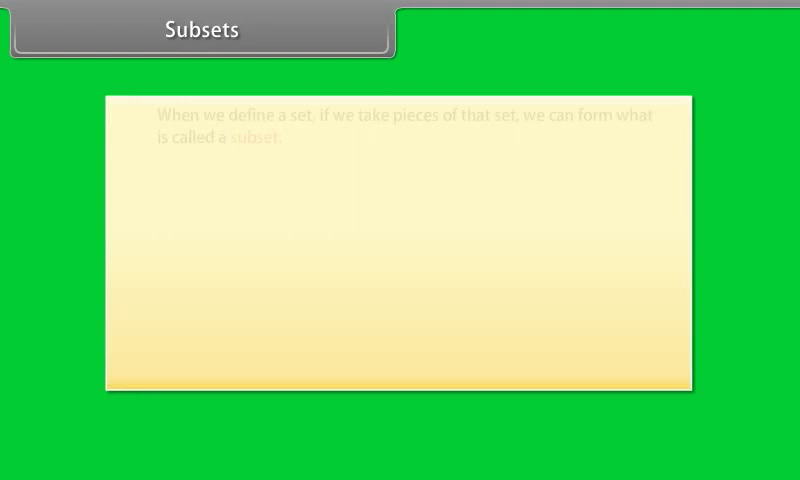 Subsets
When we define a set, if we take pieces of that set, we can form what
is called a subset.